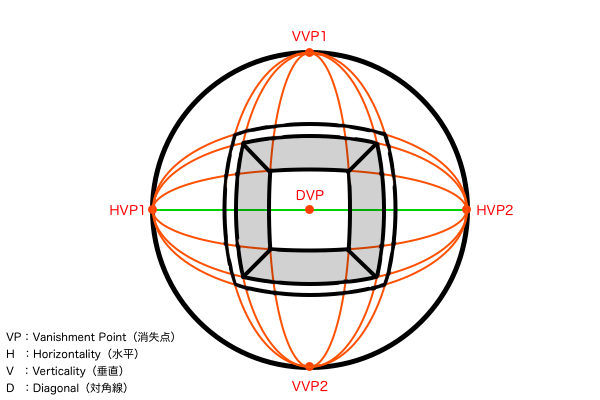 VVP1
DVP
HVP1
HVP2
VVP2
VP：Vanishment Point（消失点）
H ：Horizontality（水平）
V ：Verticality（垂直）
D ：Diagonal（対角線）